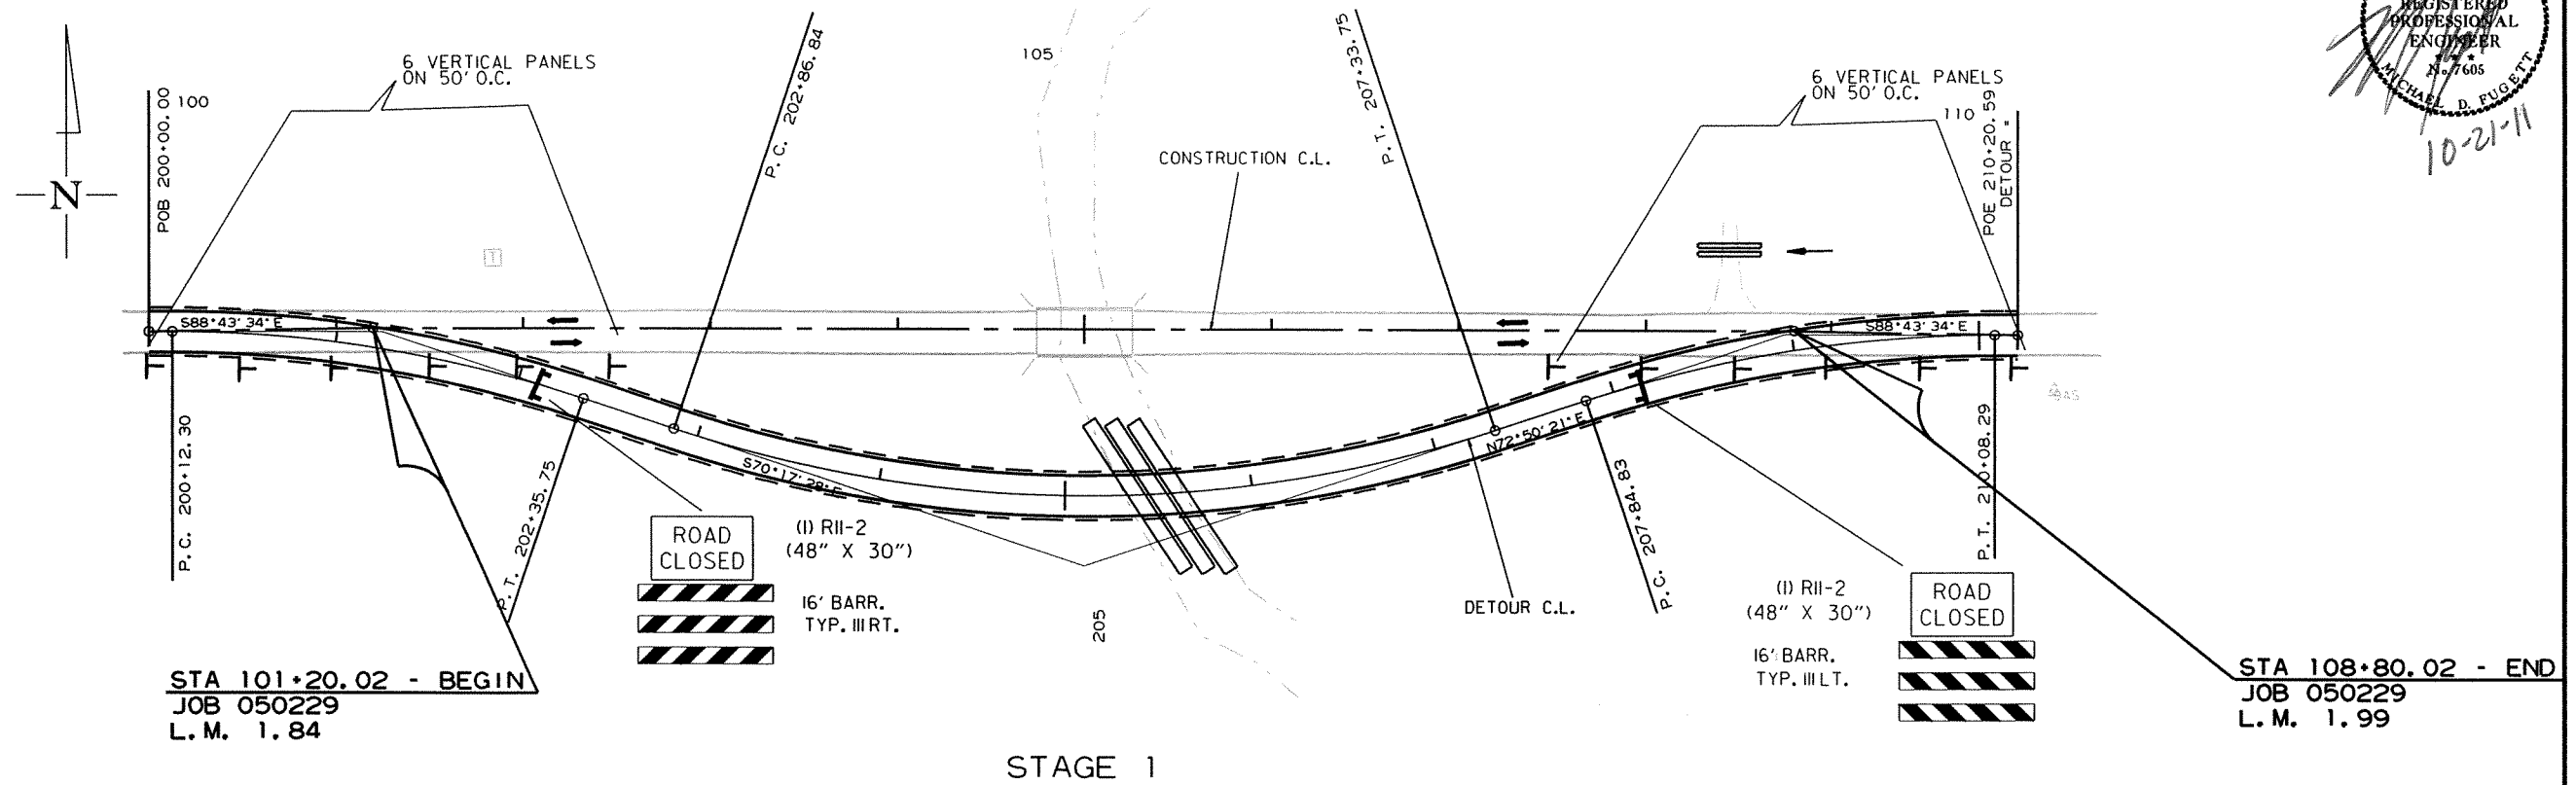 REGISTERED
PROFESSIONAL
ENGINEER
* * *
No. 7605
MICHAEL D. FUGETT
10-21-11
N
POB 200+00.00
100
6 VERTICAL PANELS
ON 50' O.C.
P.C. 202+86.84
105
CONSTRUCTION C.L.
P.T. 207+33.75
6 VERTICAL PANELS
ON 50' O.C.
110
POE 210+20.59
DETOUR "
T
S88°43'34"E
S88°43'34"E
S70°17'28"E
N72°50'21"E
P.C. 200+12.30
P.T. 202+35.75
ROAD
CLOSED
(1) R11-2
(48" X 30")
16' BARR.
TYP. III RT.
205
DETOUR C.L.
P.C. 207+84.83
P.T. 210+08.29
(1) R11-2
(48" X 30")
ROAD
CLOSED
16' BARR.
TYP. III LT.
STA 101+20.02 - BEGIN
JOB 050229
L.M. 1.84
STA 108+80.02 - END
JOB 050229
L.M. 1.99
STAGE 1